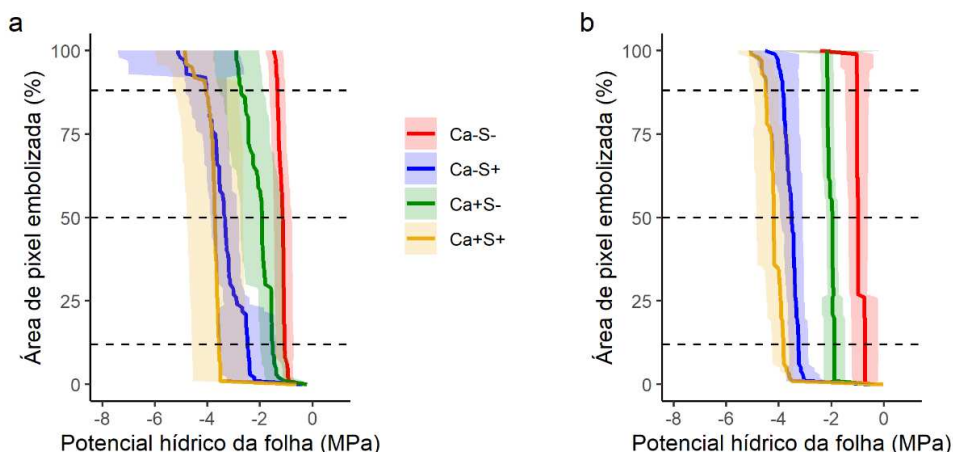 a
Área de pixel embolizada (%)
100
75
50
25
0
-8 -6 -4 -2 0
Potencial hídrico da folha (MPa)
Ca-S-
Ca-S+
Ca+S-
Ca+S+
b
Área de pixel embolizada (%)
100
75
50
25
0
-8 -6 -4 -2 0
Potencial hídrico da folha (MPa)